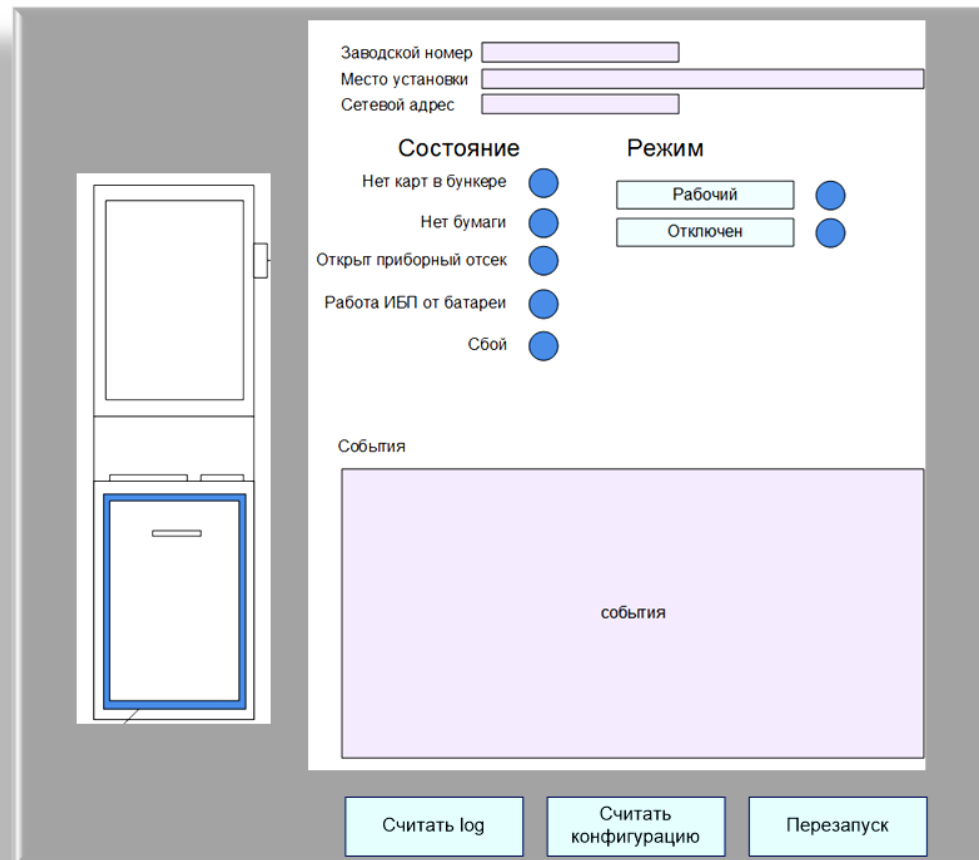 Заводской номер
Место установки
Сетевой адрес
Состояние
Режим
Нет карт в бункере
Рабочий
Нет бумаги
Отключен
Открыт приборный отсек
Работа ИБП от батареи
Сбой
События
события
Считать log
Считать
конфигурацию
Перезапуск